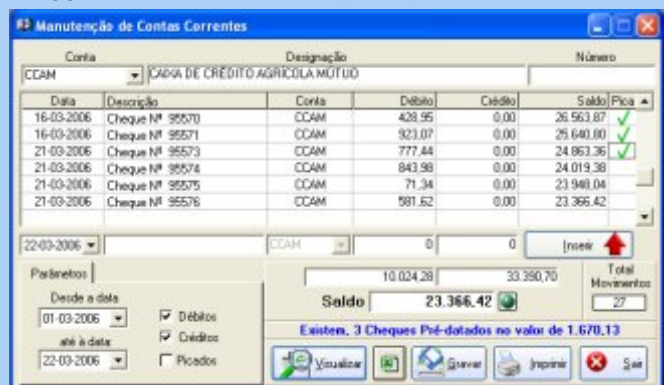 Manutenção de Contas Correntes
Conta Designação Número
CCAM CAIXA DE CRÉDITO AGRÍCOLA MÚTUO
Data Descrição Conta Débito Crédito Saldo Pica
16-03-2006 Cheque Nº 95570 CCAM 428,95 0,00 26.563,87
16-03-2006 Cheque Nº 95571 CCAM 923,07 0,00 25.640,80
21-03-2006 Cheque Nº 95573 CCAM 777,44 0,00 24.863,36
21-03-2006 Cheque Nº 95574 CCAM 843,98 0,00 24.019,38
21-03-2006 Cheque Nº 95575 CCAM 71,34 0,00 23.948,04
21-03-2006 Cheque Nº 95576 CCAM 581,62 0,00 23.366,42
22-03-2006 CCAM 0 0 Inserir
Parâmetros 10.024,28 33.390,70 Total Movimentos
Desde a data Saldo 23.366,42 27
01-03-2006 Débitos
até à data Créditos Existem, 3 Cheques Pré-datados no valor de 1.670,13
22-03-2006 Picados Visualizar Gravar Imprimir Sair